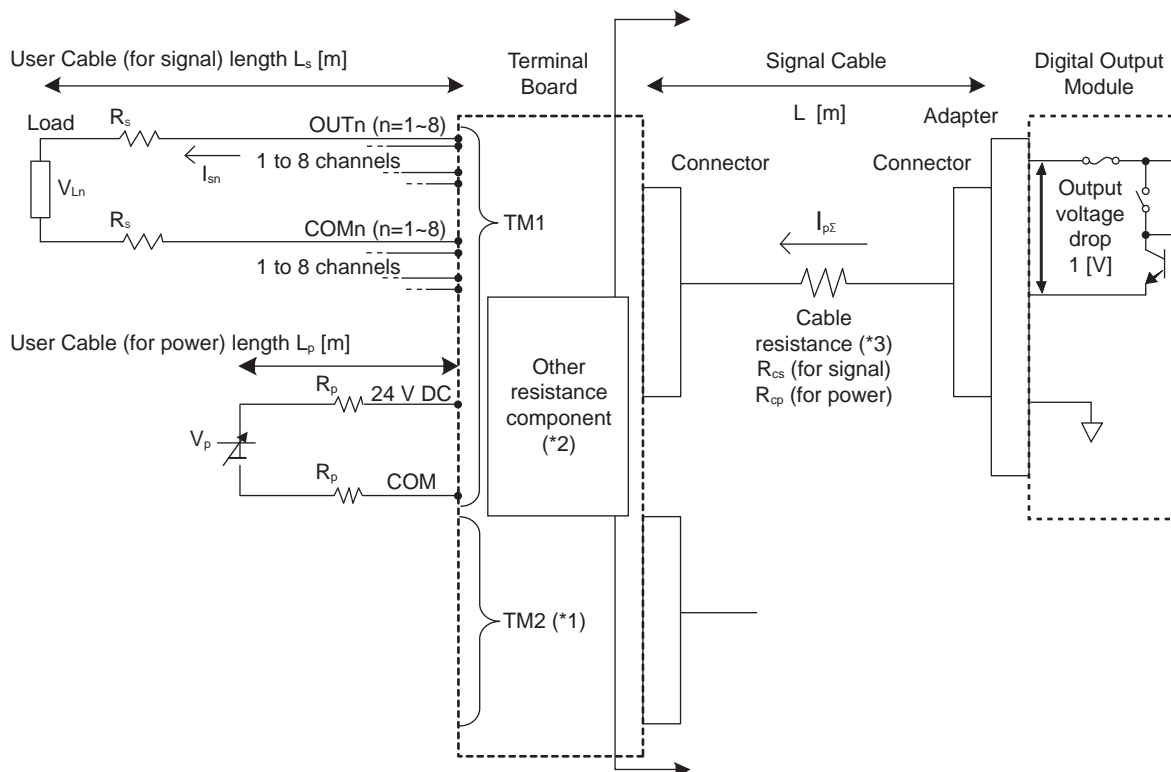 User Cable (for signal) length Ls [m]
Terminal
Board
Signal Cable
L [m]
Digital Output
Module
Adapter
Load
Rs
OUTn (n=1~8)
Isn
1 to 8 channels
VLn
Rs
COMn (n=1~8)
1 to 8 channels
TM1
Connector
Connector
IpΣ
Output
voltage
drop
1 [V]
Cable
resistance (*3)
Rcs (for signal)
Rcp (for power)
User Cable (for power) length Lp [m]
Rp
24 V DC
Vp
Rp
COM
Other
resistance
component
(*2)
TM2 (*1)